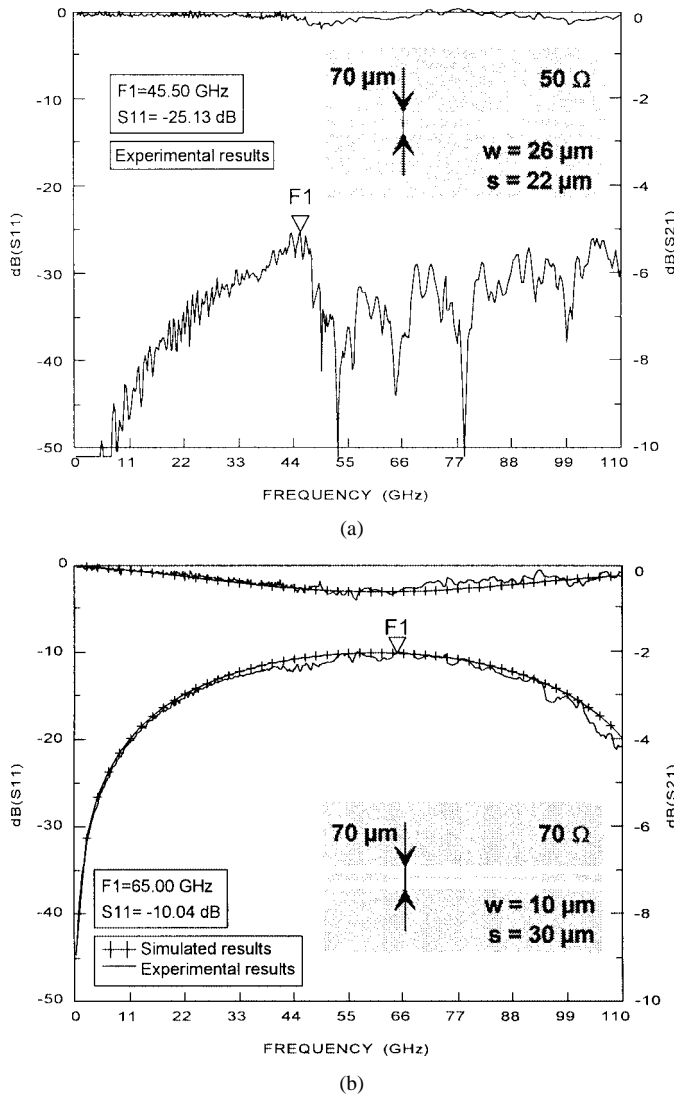 0
-10
-20
-30
-40
-50
dB(S11)
0
-2
-4
-6
-8
-10
dB(S21)
F1=45.50 GHz
S11= -25.13 dB
Experimental results
70 µm
50 Ω
w = 26 µm
s = 22 µm
F1
0 11 22 33 44 55 66 77 88 99 110
FREQUENCY (GHz)
(a)
0
-10
-20
-30
-40
-50
dB(S11)
0
-2
-4
-6
-8
-10
dB(S21)
F1
70 µm
70 Ω
w = 10 µm
s = 30 µm
F1=65.00 GHz
S11= -10.04 dB
Simulated results
Experimental results
0 11 22 33 44 55 66 77 88 99 110
FREQUENCY (GHz)
(b)